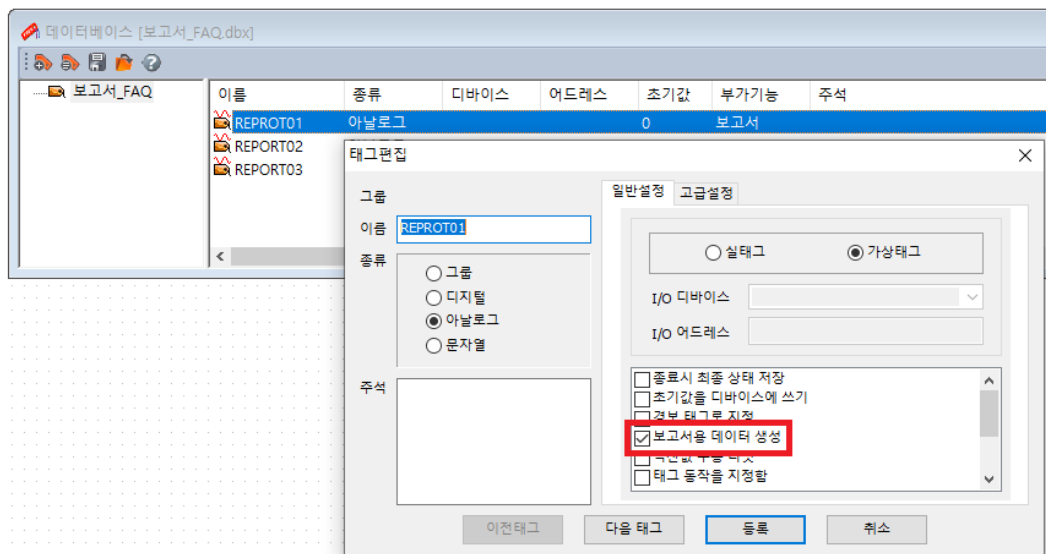 데이터베이스 [보고서_FAQ.dbx]
보고서_FAQ
이름 종류 디바이스 어드레스 초기값 부가기능 주석
REPROT01 아날로그 0 보고서
REPORT02
REPORT03
태그편집
그룹
이름 REPROT01
종류
그룹
디지털
아날로그
문자열
주석
일반설정 고급설정
실태그 가상태그
I/O 디바이스
I/O 어드레스
종료시 최종 상태 저장
초기값을 디바이스에 쓰기
경보 태그로 지정
보고서용 데이터 생성
태그 동작을 지정함
이전태그 다음 태그 등록 취소